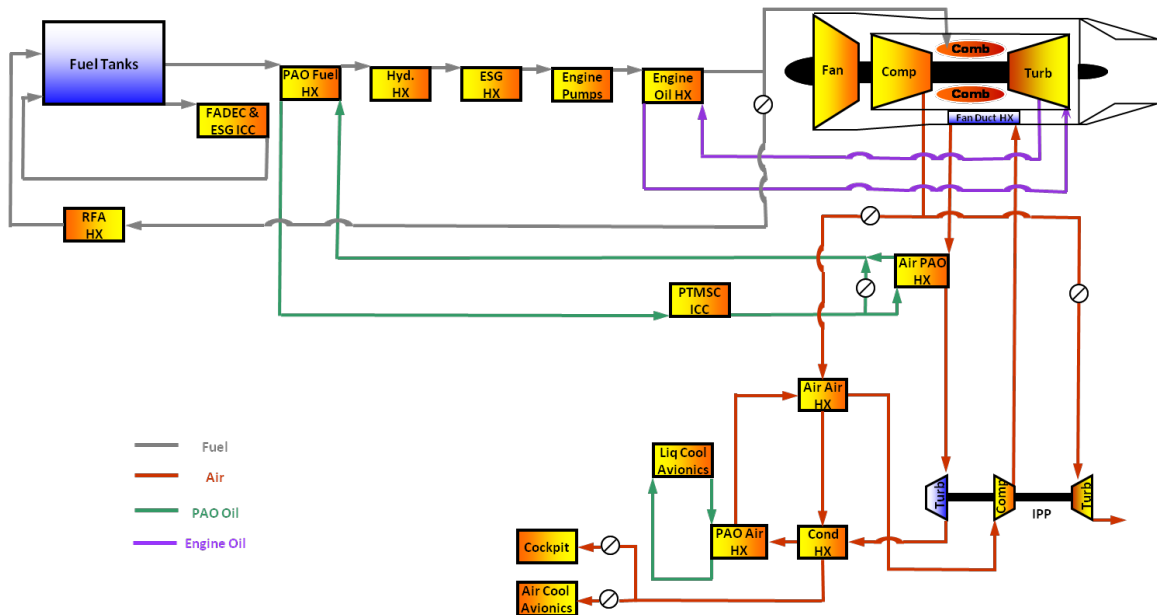 Fuel Tanks
PAO Fuel
HX
Hyd.
HX
ESG
HX
Engine
Pumps
Engine
Oil HX
FADEC &
ESG ICC
RFA
HX
Fan
Comp
Comb
Comb
Turb
Fan Duct HX
Air PAO
HX
PTMSC
ICC
Air Air
HX
Liq Cool
Avionics
PAO Air
HX
Cond
HX
Cockpit
Air Cool
Avionics
Turb
Comp
Turb
IPP
Fuel
Air
PAO Oil
Engine Oil